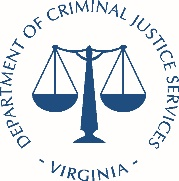 DEPARTMENT OF CRIMINAL JUSTICE SERVICES
- VIRGINIA -